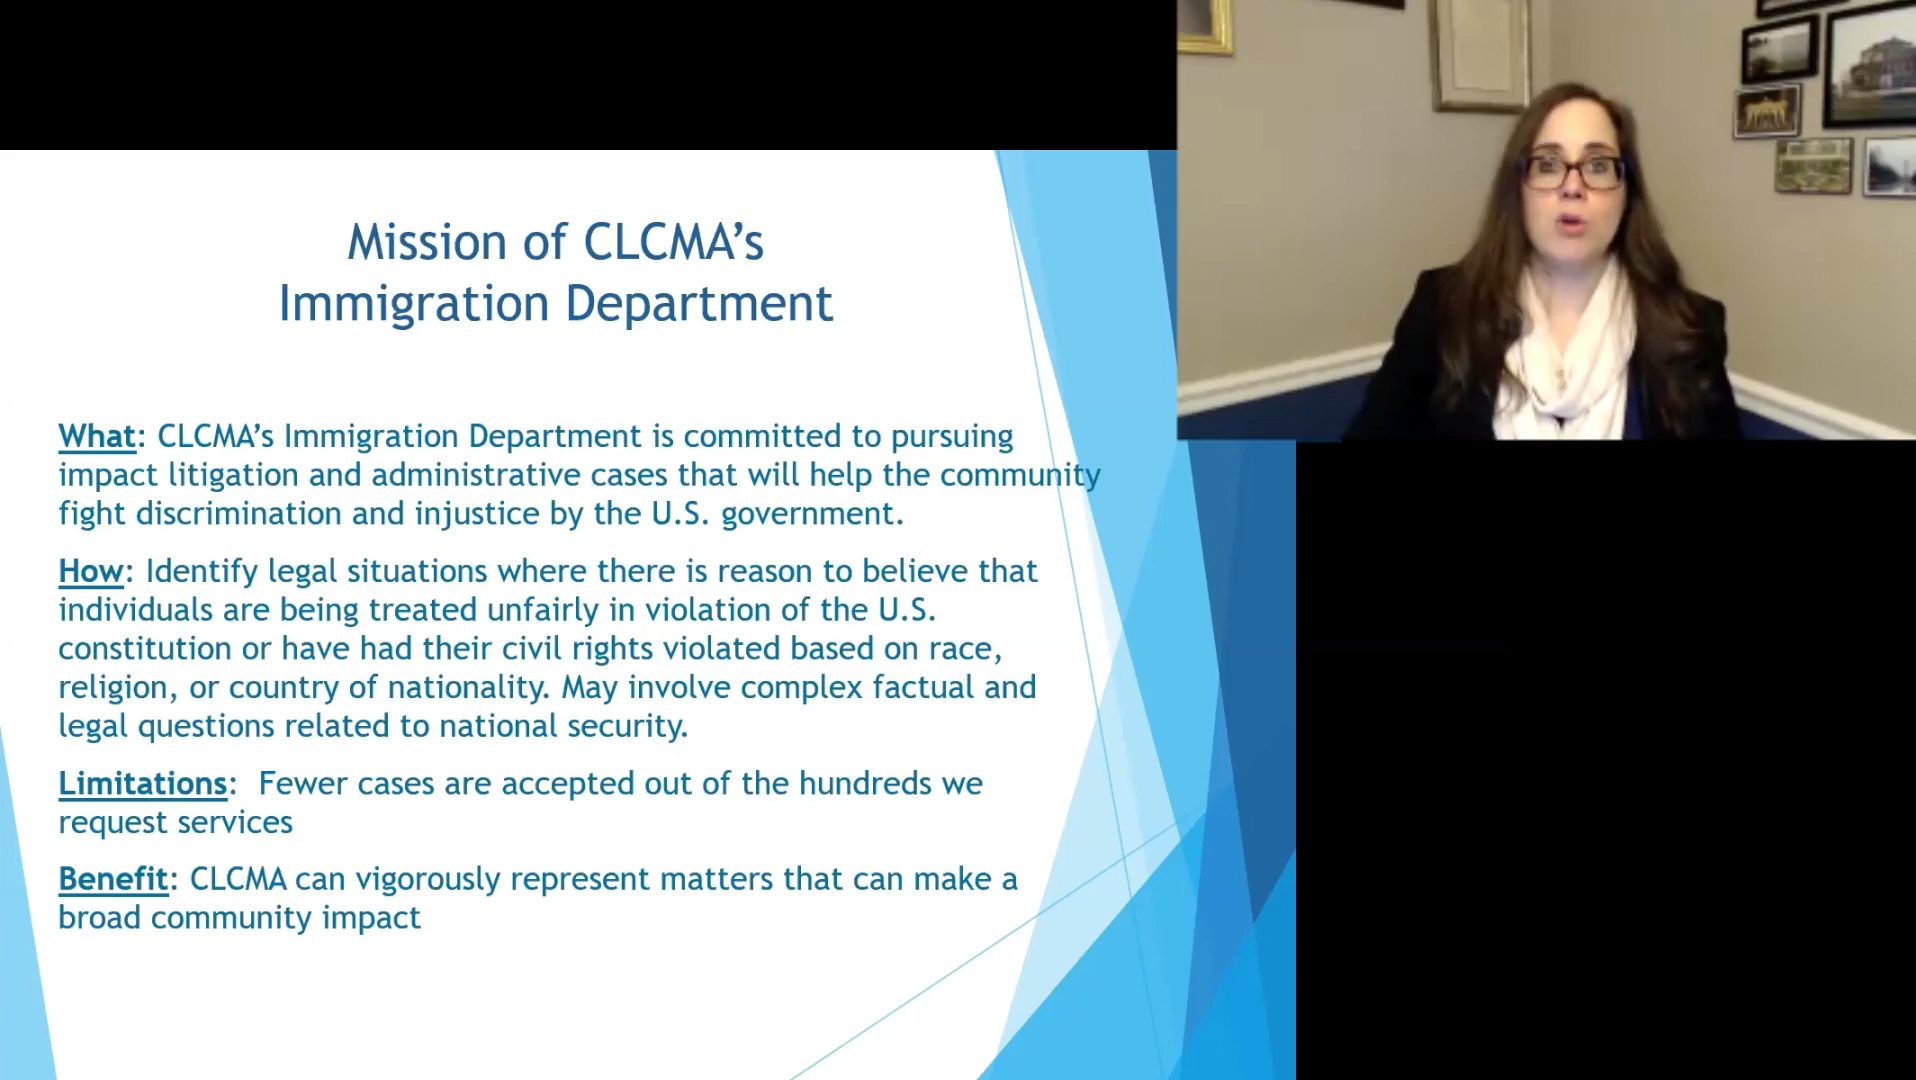 Mission of CLCMA’s
Immigration Department
What: CLCMA’s Immigration Department is committed to pursuing
impact litigation and administrative cases that will help the community
fight discrimination and injustice by the U.S. government.
How: Identify legal situations where there is reason to believe that
individuals are being treated unfairly in violation of the U.S.
constitution or have had their civil rights violated based on race,
religion, or country of nationality. May involve complex factual and
legal questions related to national security.
Limitations:  Fewer cases are accepted out of the hundreds we
request services
Benefit: CLCMA can vigorously represent matters that can make a
broad community impact